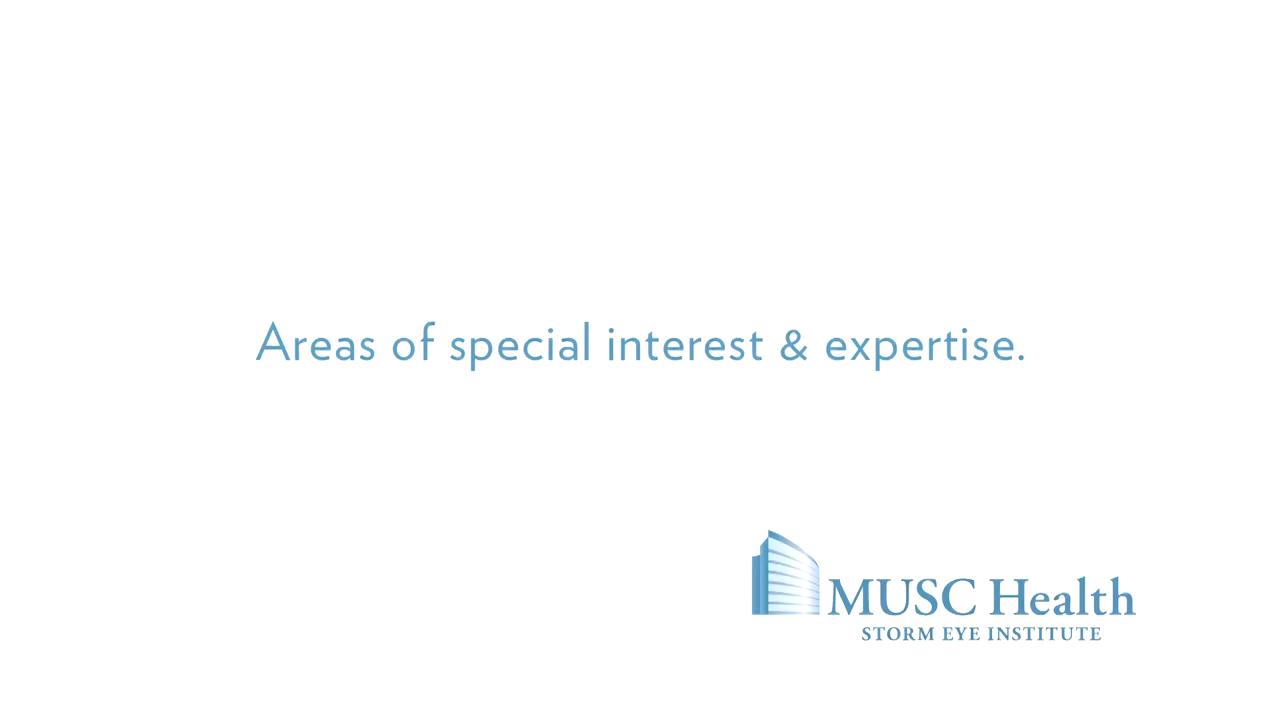 Areas of special interest & expertise.
MUSC Health
STORM EYE INSTITUTE